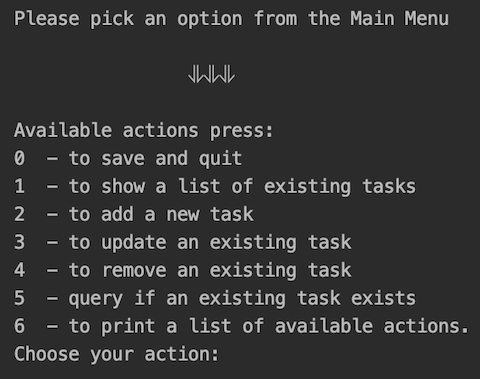 Please pick an option from the Main Menu
⇓⇓⇓⇓
Available actions press:
0  - to save and quit
1  - to show a list of existing tasks
2  - to add a new task
3  - to update an existing task
4  - to remove an existing task
5  - query if an existing task exists
6  - to print a list of available actions.
Choose your action: